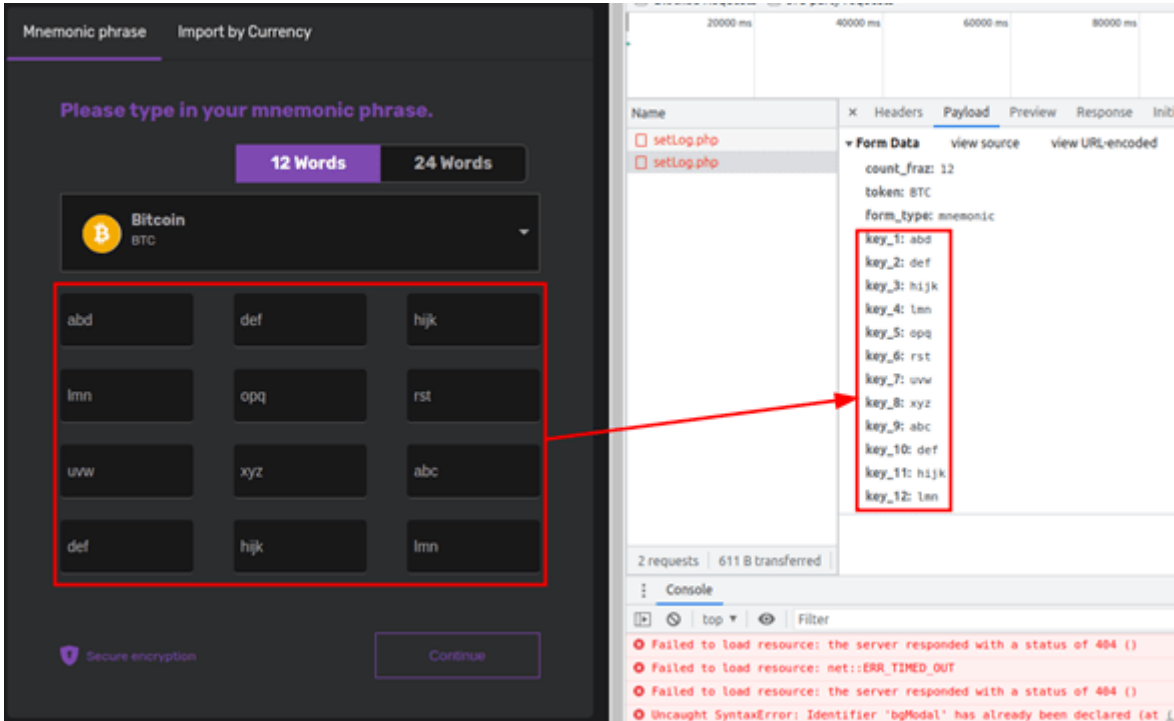 Mnemonic phrase Import by Currency
Please type in your mnemonic phrase.
12 Words 24 Words
Bitcoin
BTC
abd def hijk
lmn opq rst
uvw xyz abc
def hijk lmn
Secure encryption Continue
20000 ms 40000 ms 60000 ms 80000 ms
Name
setLog.php
setLog.php
2 requests 611 B transferred
× Headers Payload Preview Response
Form Data view source view URL-encoded
count_fraz: 12
token: BTC
form_type: mnemonic
key_1: abd
key_2: def
key_3: hijk
key_4: lmn
key_5: opq
key_6: rst
key_7: uvw
key_8: xyz
key_9: abc
key_10: def
key_11: hijk
key_12: lmn
Console
top Filter
Failed to load resource: the server responded with a status of 404 ()
Failed to load resource: net::ERR_TIMED_OUT
Failed to load resource: the server responded with a status of 404 ()
Uncaught SyntaxError: Identifier 'bgModal' has already been declared (at